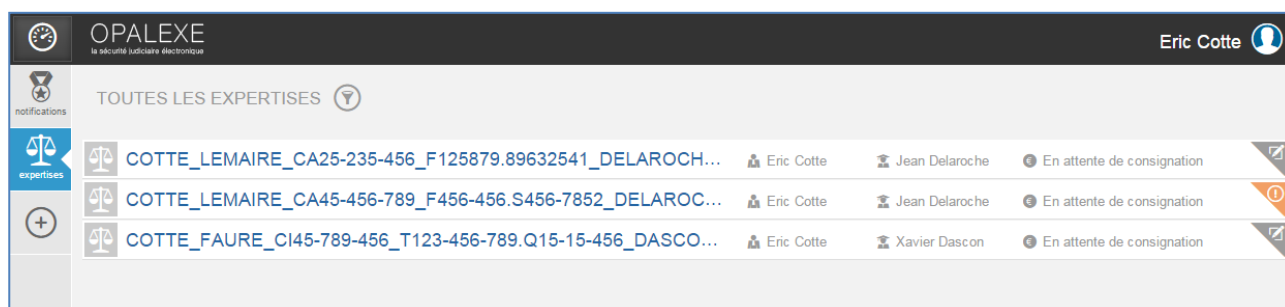 OPALEXE
la sécurité judiciaire électronique
Eric Cotte
notifications
TOUTES LES EXPERTISES
expertises
COTTE_LEMAIRE_CA25-235-456_F125879.89632541_DELAROCH... Eric Cotte Jean Delaroche En attente de consignation
COTTE_LEMAIRE_CA45-456-789_F456-456.S456-7852_DELAROC... Eric Cotte Jean Delaroche En attente de consignation
COTTE_FAURE_CI45-789-456_T123-456-789.Q15-15-456_DASCO... Eric Cotte Xavier Dascon En attente de consignation